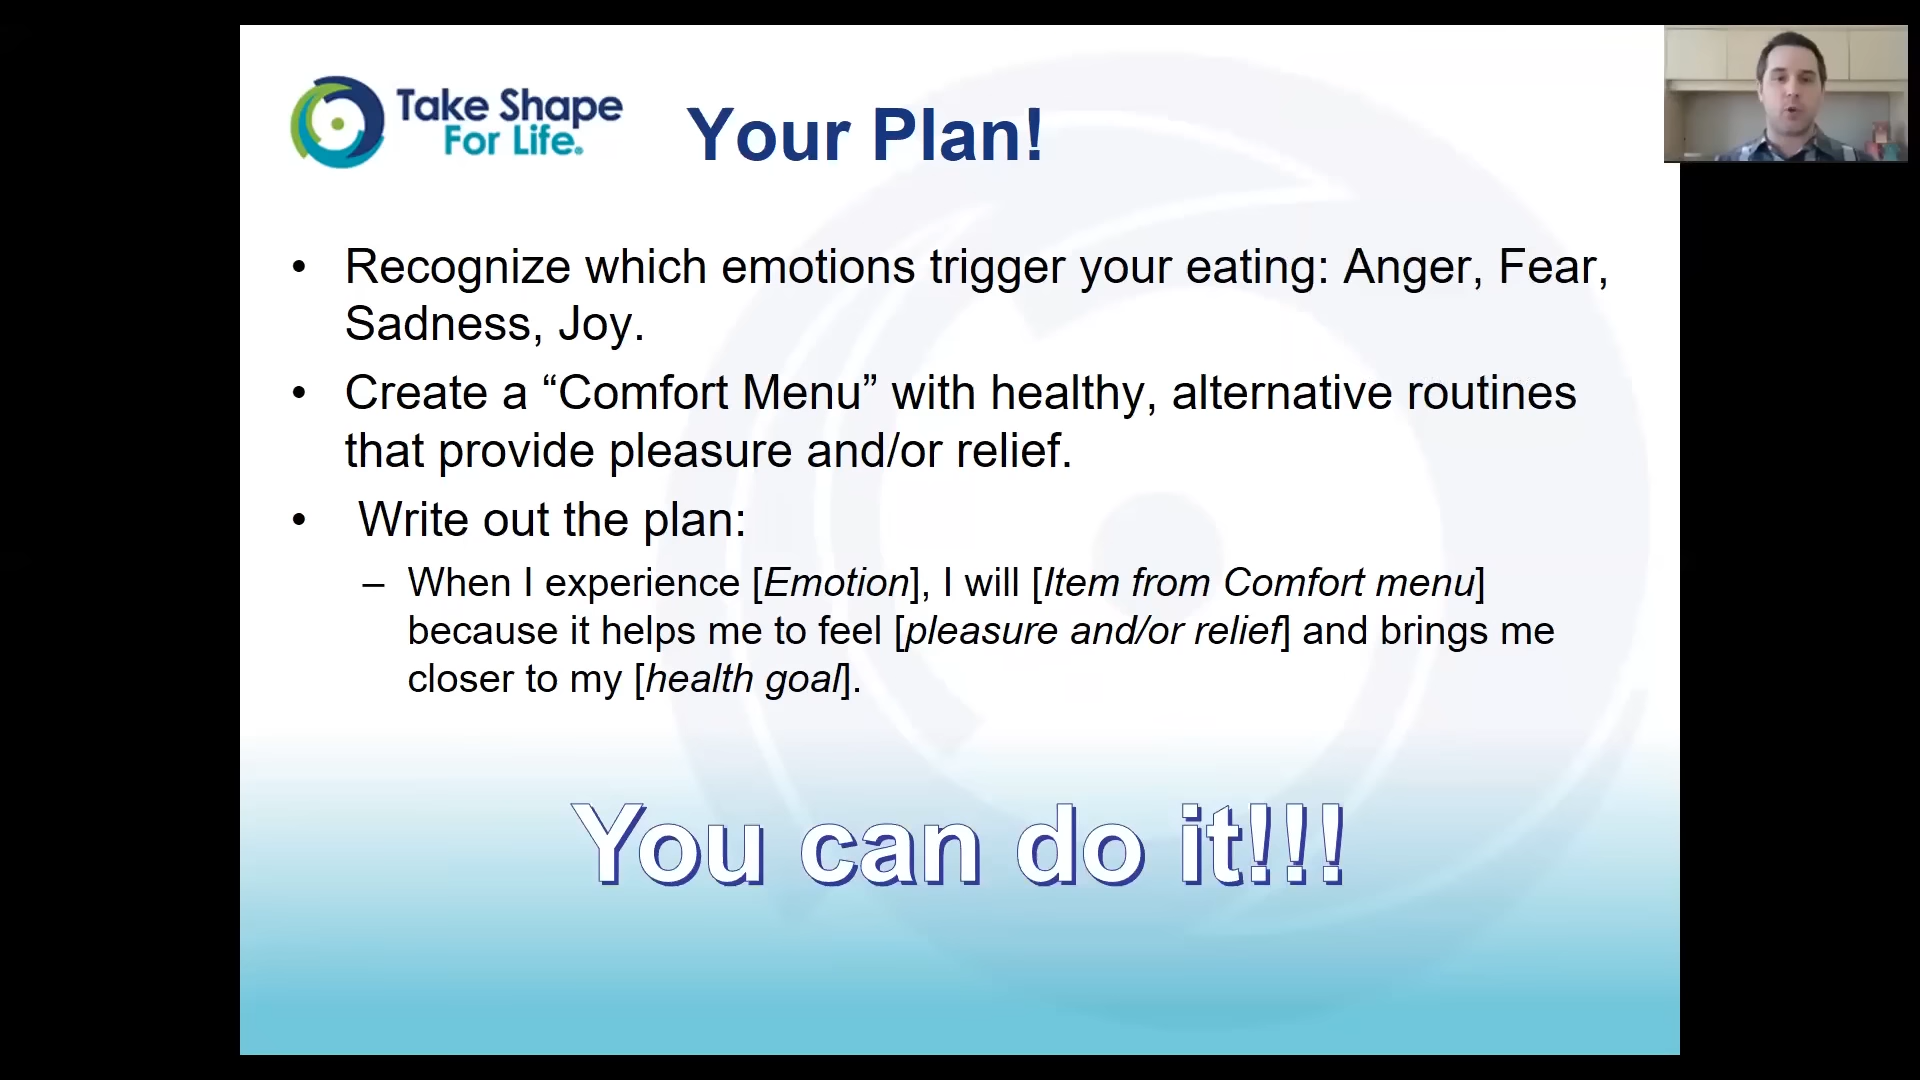 Take Shape
For Life.
Your Plan!
• Recognize which emotions trigger your eating: Anger, Fear,
Sadness, Joy.
• Create a “Comfort Menu” with healthy, alternative routines
that provide pleasure and/or relief.
• Write out the plan:
– When I experience [Emotion], I will [Item from Comfort menu]
because it helps me to feel [pleasure and/or relief] and brings me
closer to my [health goal].
You can do it!!!